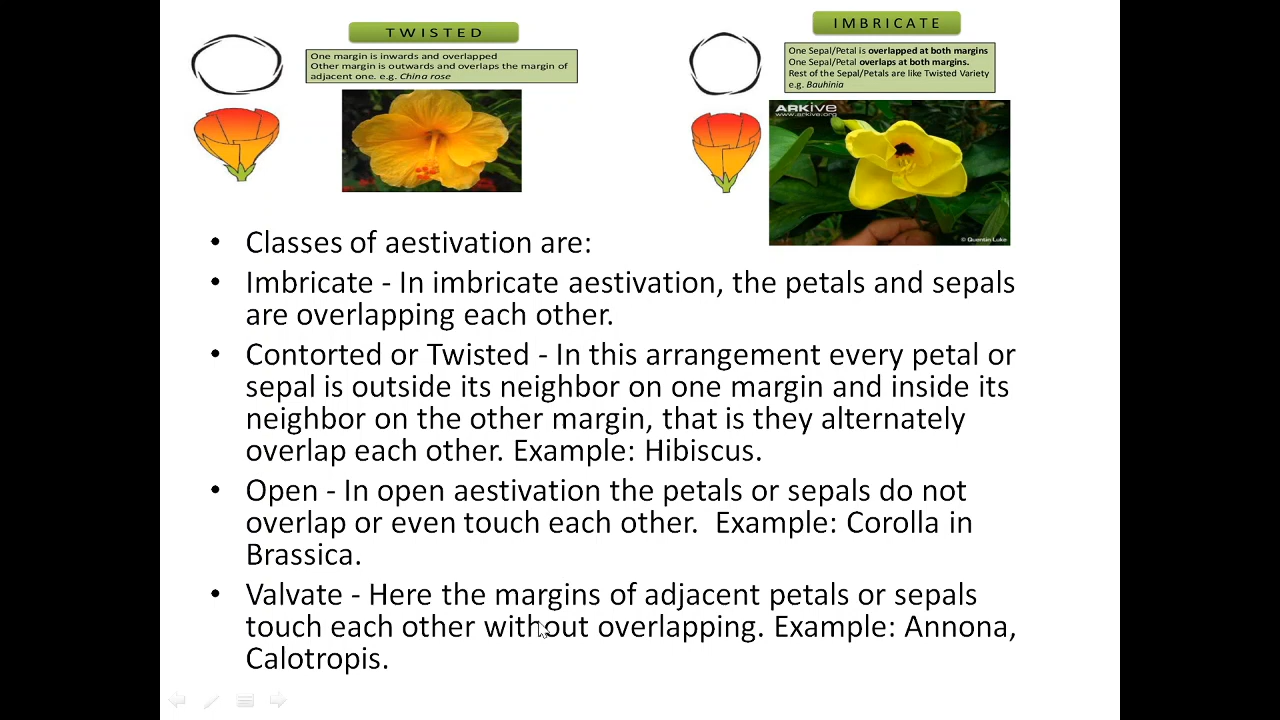 TWISTED
One margin is inwards and overlapped
Other margin is outwards and overlaps the margin of
adjacent one. e.g. China rose
IMBRICATE
One Sepal/Petal is overlapped at both margins
One Sepal/Petal overlaps at both margins.
Rest of the Sepal/Petals are like Twisted Variety
e.g. Bauhinia
ARKive
www.arkive.org
© Quentin Luke
• Classes of aestivation are:
• Imbricate - In imbricate aestivation, the petals and sepals
are overlapping each other.
• Contorted or Twisted - In this arrangement every petal or
sepal is outside its neighbor on one margin and inside its
neighbor on the other margin, that is they alternately
overlap each other. Example: Hibiscus.
• Open - In open aestivation the petals or sepals do not
overlap or even touch each other.  Example: Corolla in
Brassica.
• Valvate - Here the margins of adjacent petals or sepals
touch each other without overlapping. Example: Annona,
Calotropis.